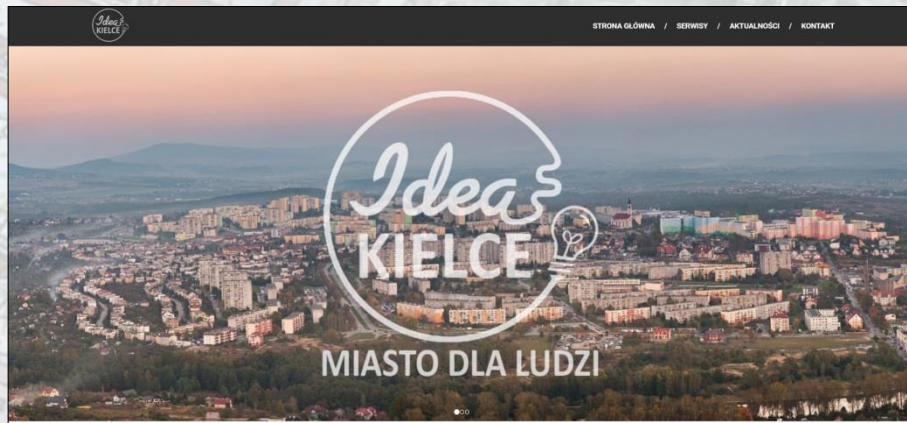 Idea
KIELCE
STRONA GŁÓWNA / SERWISY / AKTUALNOŚCI / KONTAKT
Idea
KIELCE
MIASTO DLA LUDZI